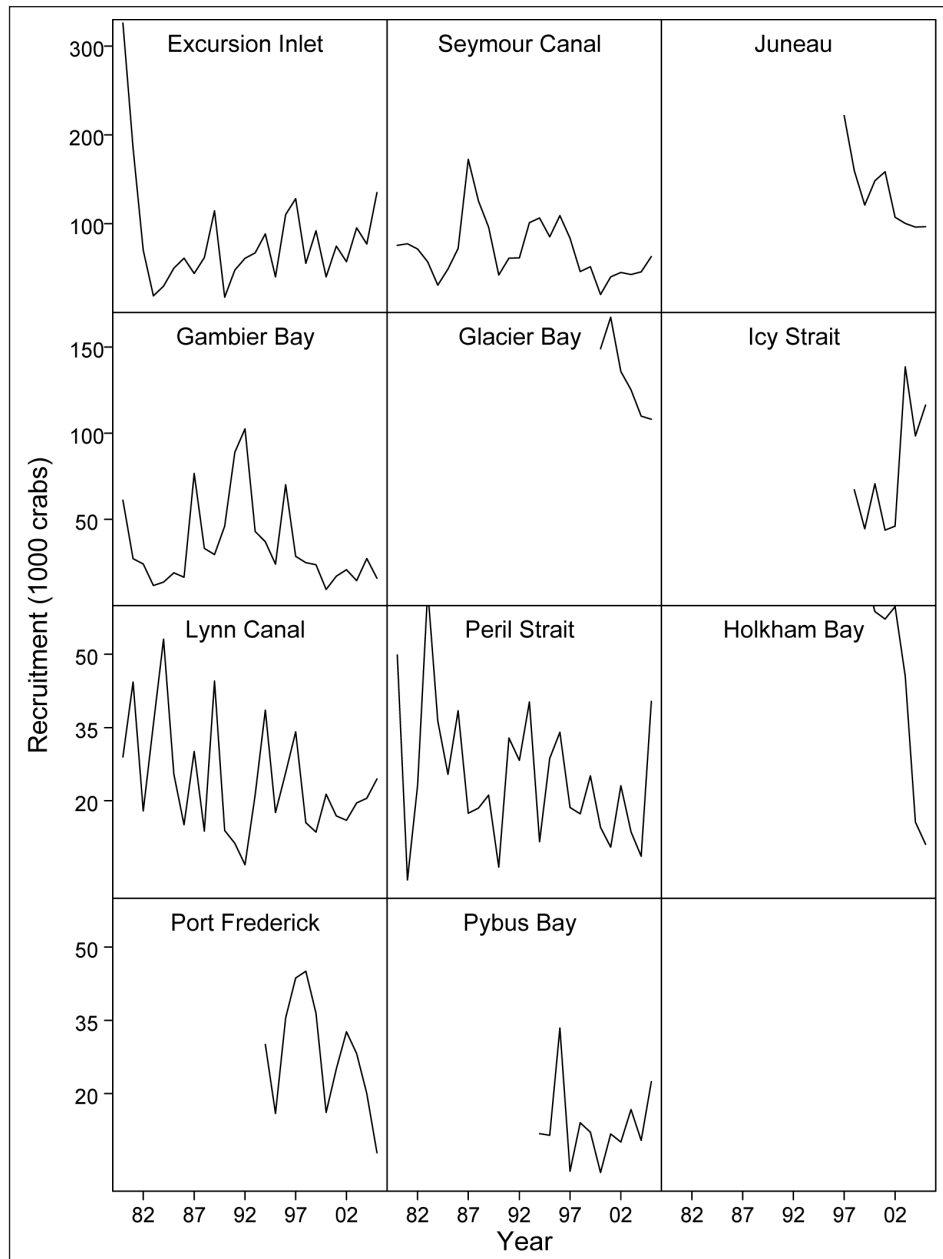 Excursion Inlet Seymour Canal Juneau
300
200
100
Gambier Bay Glacier Bay Icy Strait
150
100
50
Lynn Canal Peril Strait Holkham Bay
50
35
20
Port Frederick Pybus Bay
50
35
20
82 87 92 97 02 82 87 92 97 02 82 87 92 97 02
Year
Recruitment (1000 crabs)